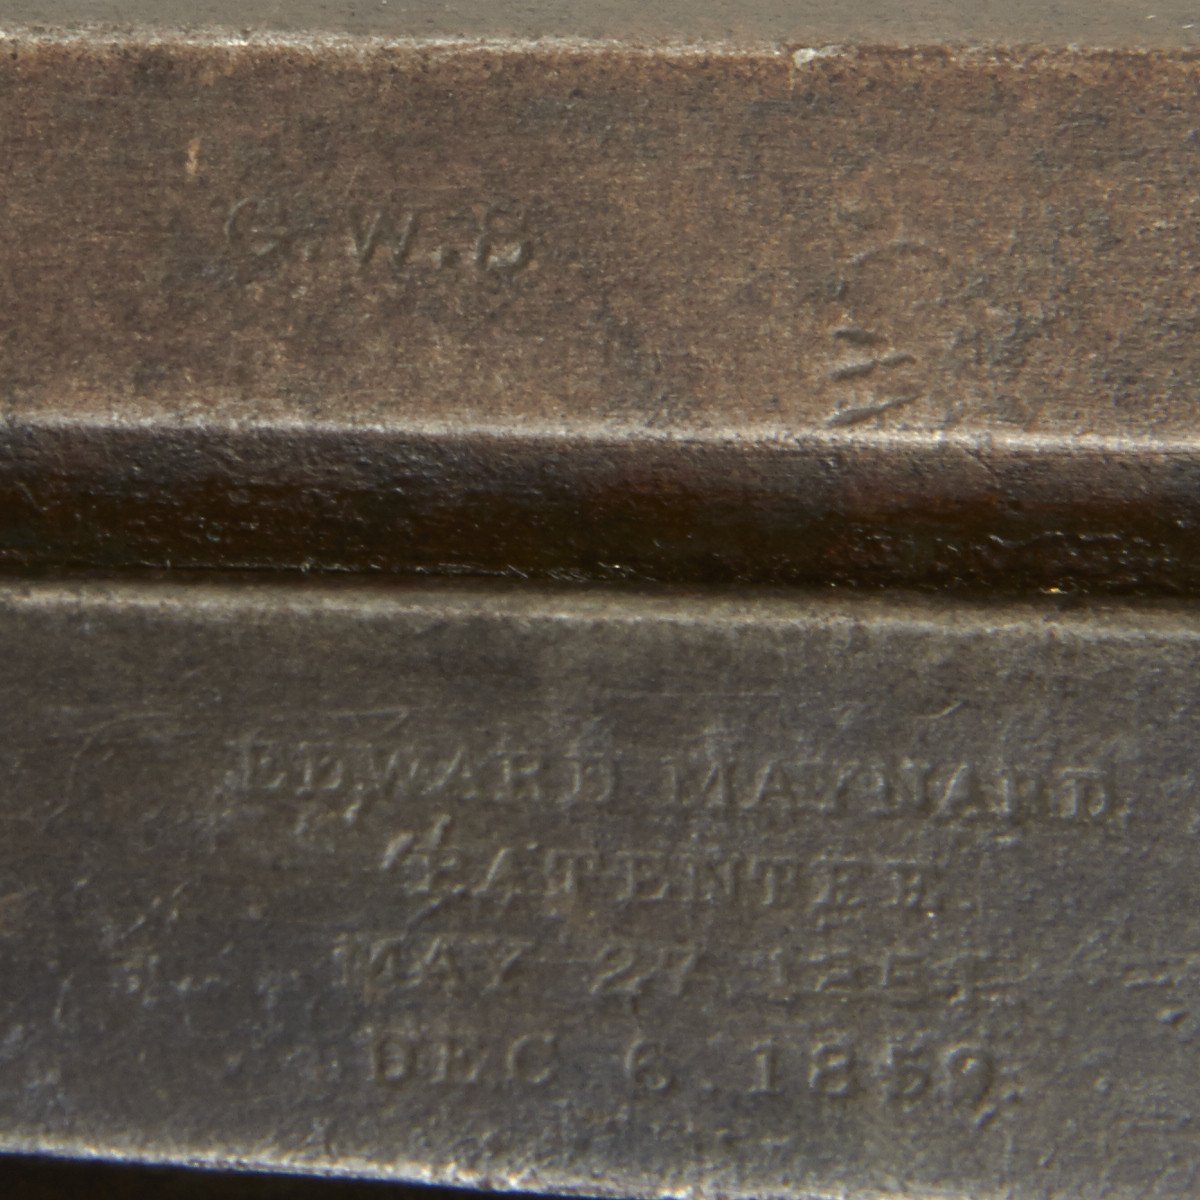 G.W.S
EDWARD MAYNARD
PATENTEE
MAY 27 1851
DEC 6. 1859